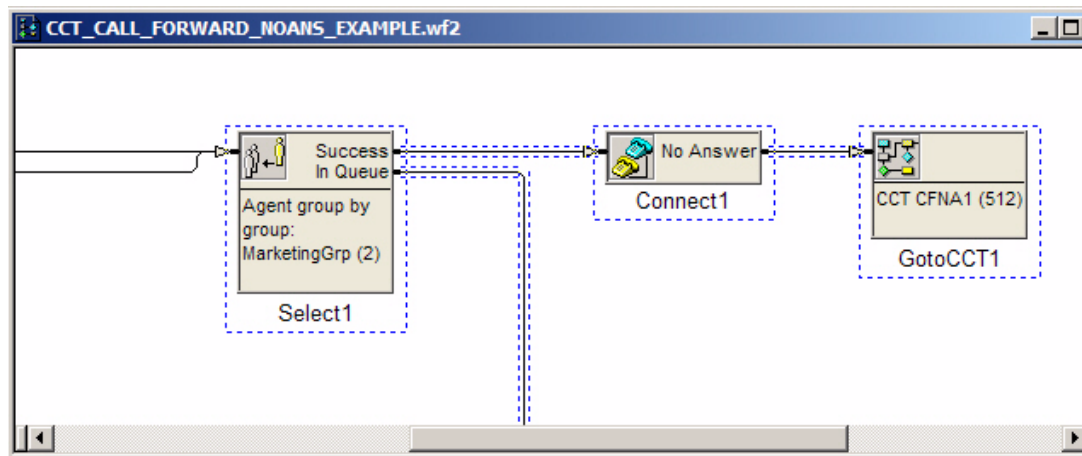 CCT_CALL_FORWARD_NOANS_EXAMPLE.wf2
Success
In Queue
Agent group by
group:
MarketingGrp (2)
Select1
No Answer
Connect1
CCT CFNA1 (512)
GotoCCT1